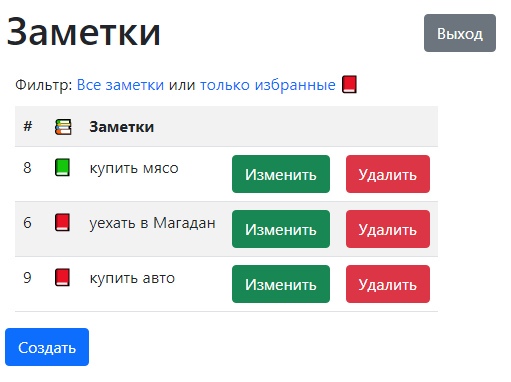 Заметки
Выход
Фильтр: Все заметки или только избранные
# Заметки
8 купить мясо Изменить Удалить
6 уехать в Магадан Изменить Удалить
9 купить авто Изменить Удалить
Создать